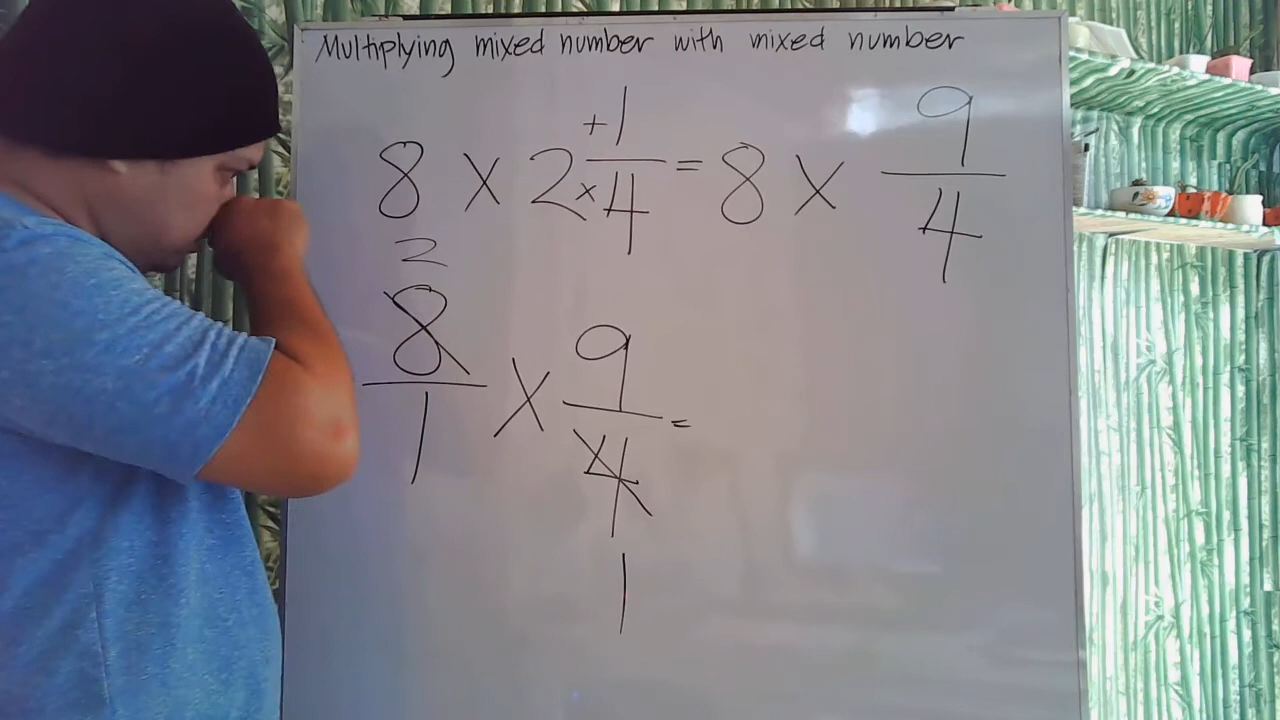 Multiplying mixed number with mixed number
8 x 2 x +1/4 = 8 x 9/4
2
8/1 x 9/4 =
1